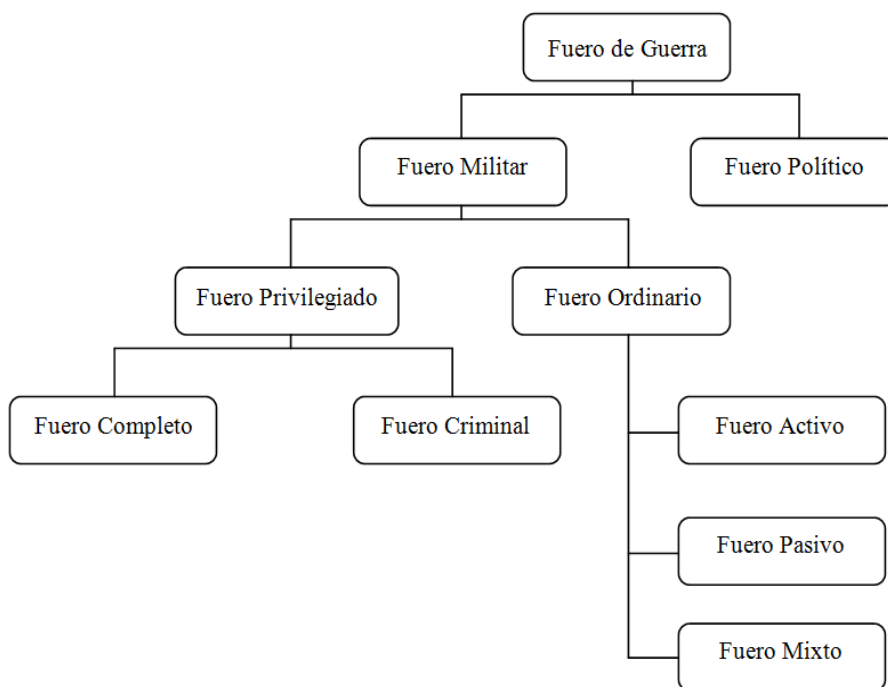 Fuero de Guerra
Fuero Militar
Fuero Político
Fuero Privilegiado
Fuero Ordinario
Fuero Completo
Fuero Criminal
Fuero Activo
Fuero Pasivo
Fuero Mixto